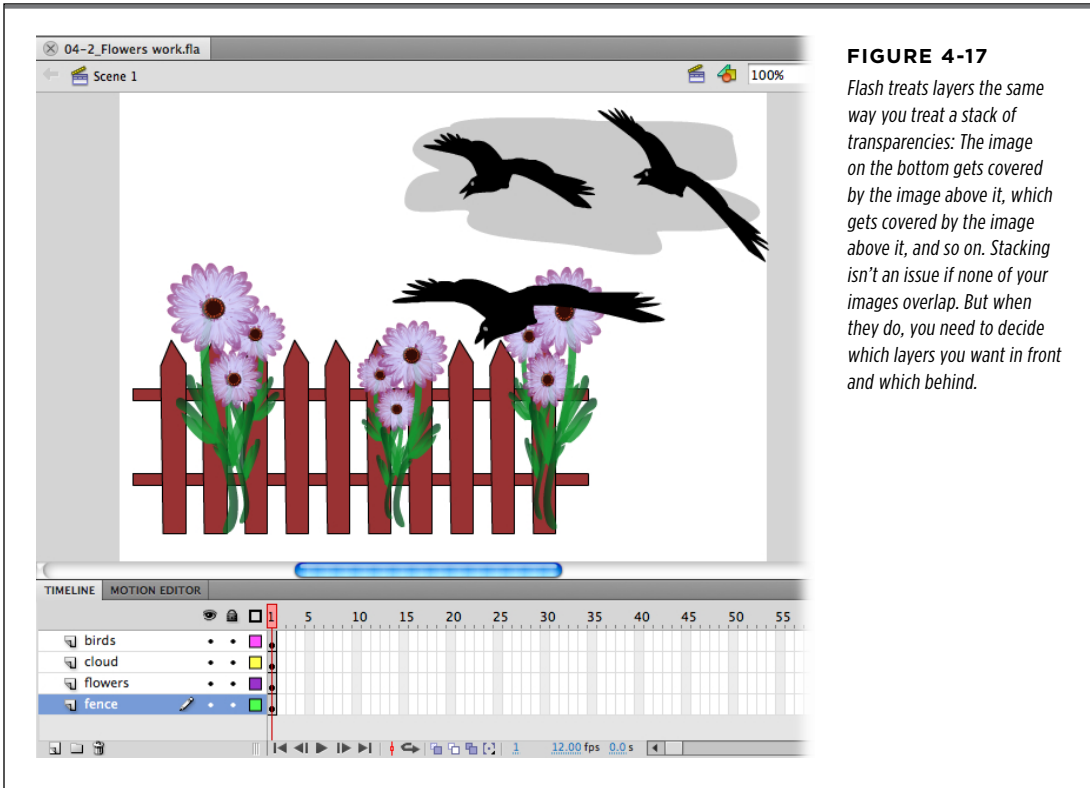 04-2_Flowers work.fla
Scene 1
100%
TIMELINE MOTION EDITOR
1 5 10 15 20 25 30 35 40 45 50 55
birds
cloud
flowers
fence
1 12.00 fps 0.0 s
FIGURE 4-17
Flash treats layers the same
way you treat a stack of
transparencies: The image
on the bottom gets covered
by the image above it, which
gets covered by the image
above it, and so on. Stacking
isn’t an issue if none of your
images overlap. But when
they do, you need to decide
which layers you want in front
and which behind.